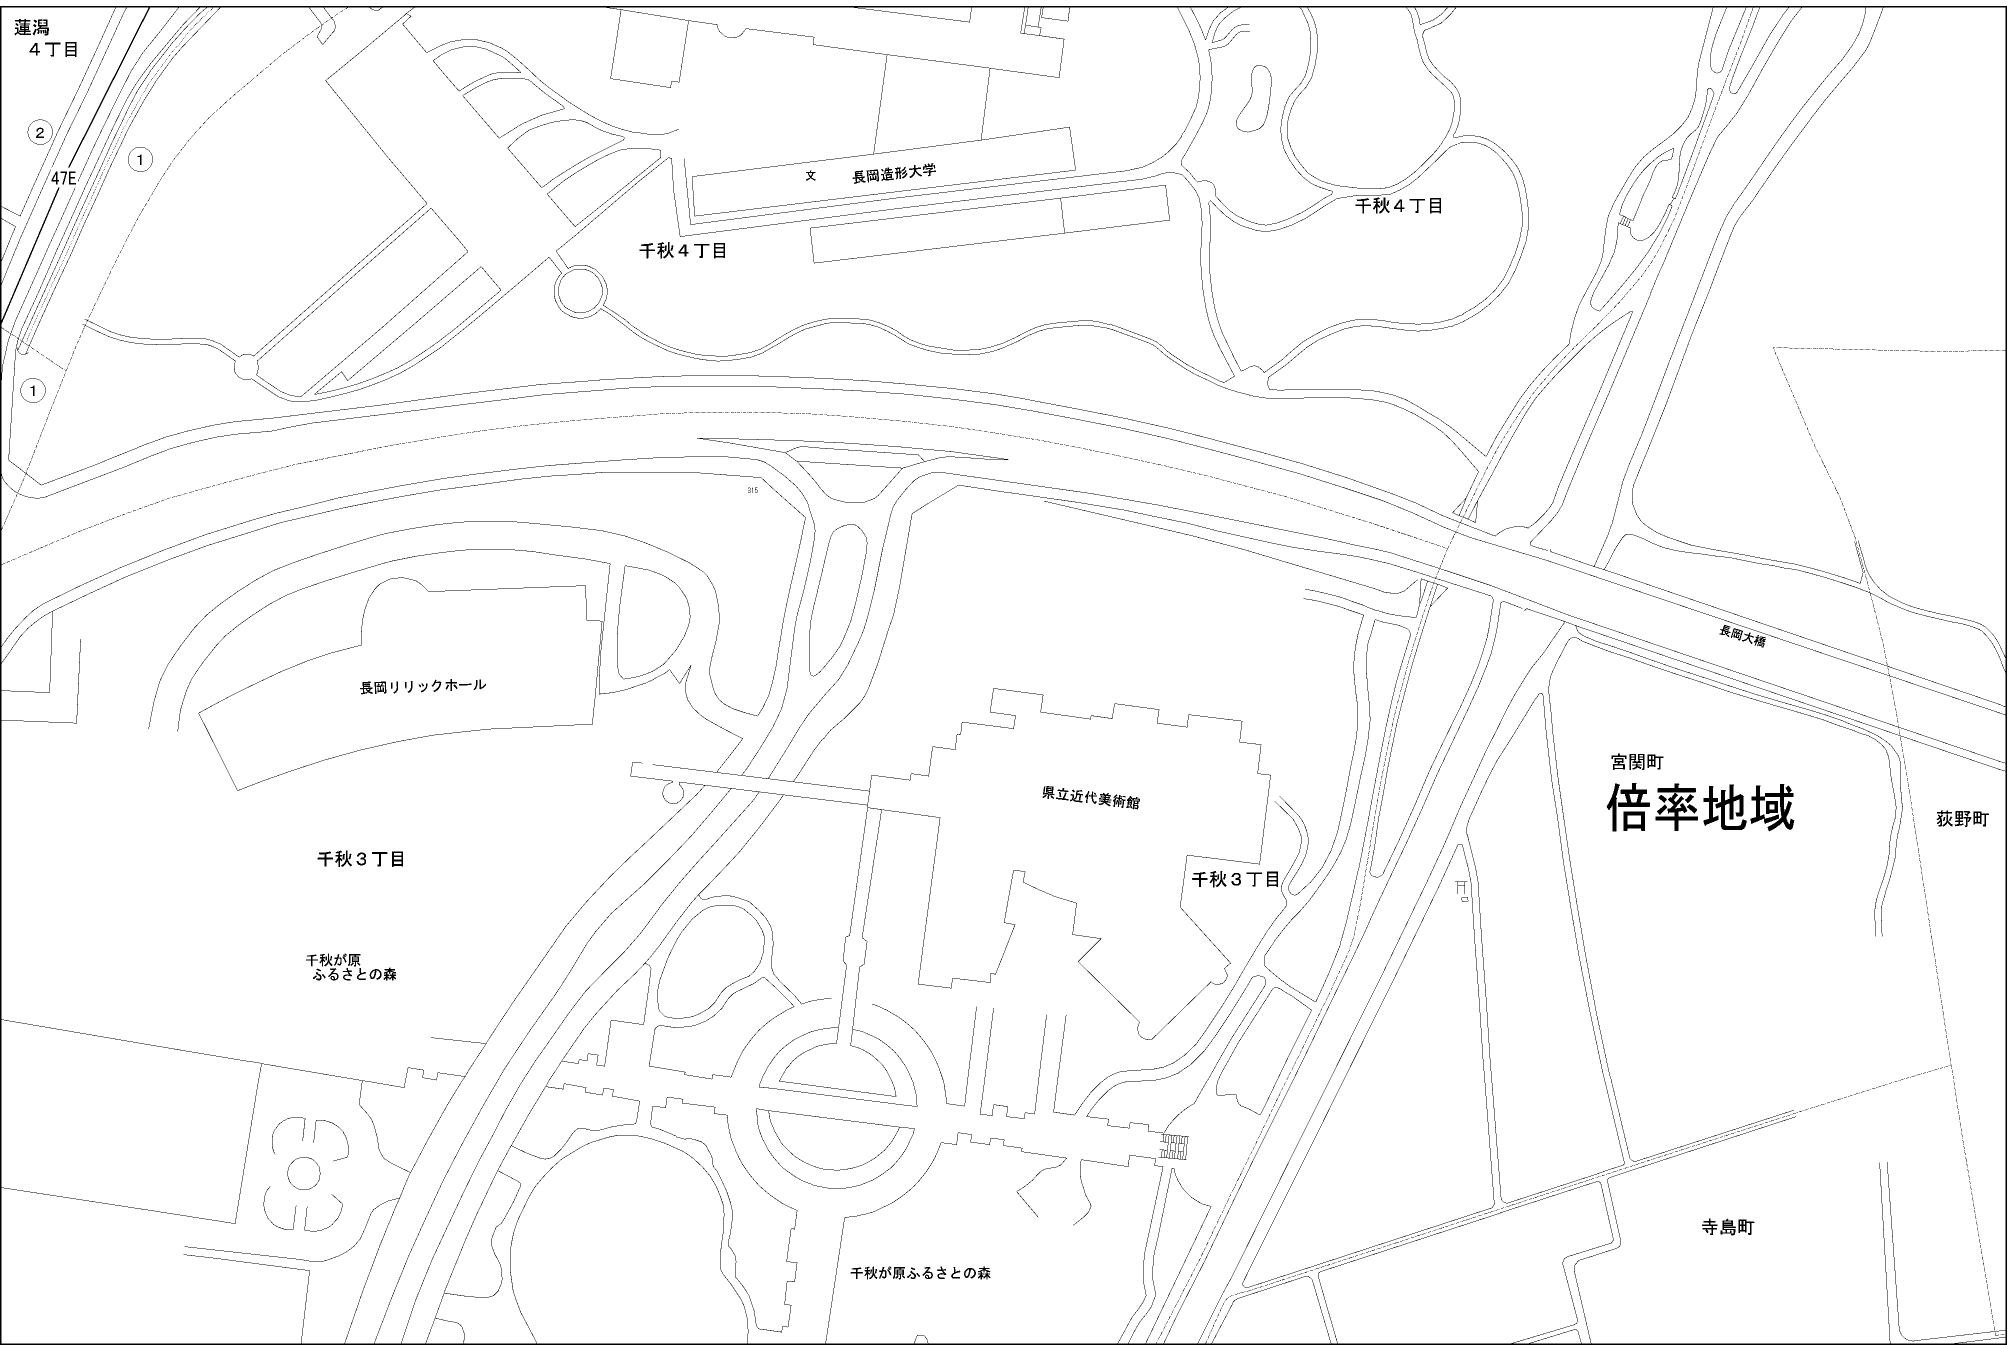 蓮潟
４丁目
2
1
47E
文
長岡造形大学
千秋４丁目
千秋４丁目
1
315
長岡大橋
長岡リリックホール
宮関町
倍率地域
県立近代美術館
荻野町
千秋３丁目
千秋３丁目
千秋が原
ふるさとの森
寺島町
千秋が原ふるさとの森